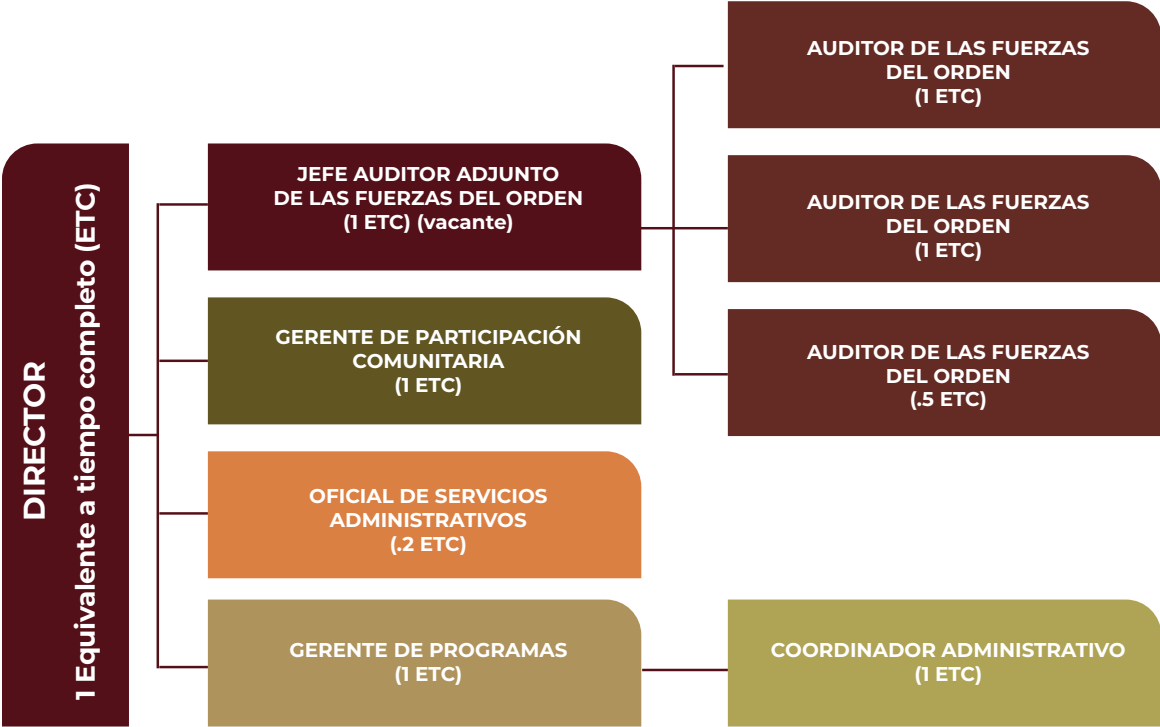 DIRECTOR
1 Equivalente a tiempo completo (ETC)
JEFE AUDITOR ADJUNTO
DE LAS FUERZAS DEL ORDEN
(1 ETC) (vacante)
GERENTE DE PARTICIPACIÓN
COMUNITARIA
(1 ETC)
OFICIAL DE SERVICIOS
ADMINISTRATIVOS
(.2 ETC)
GERENTE DE PROGRAMAS
(1 ETC)
AUDITOR DE LAS FUERZAS
DEL ORDEN
(1 ETC)
AUDITOR DE LAS FUERZAS
DEL ORDEN
(1 ETC)
AUDITOR DE LAS FUERZAS
DEL ORDEN
(.5 ETC)
COORDINADOR ADMINISTRATIVO
(1 ETC)